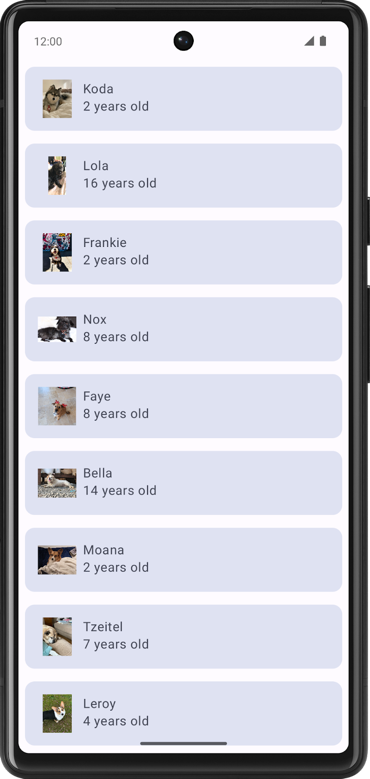 12:00
Koda
2 years old
Lola
16 years old
Frankie
2 years old
Nox
8 years old
Faye
8 years old
Bella
14 years old
Moana
2 years old
Tzeitel
7 years old
Leroy
4 years old